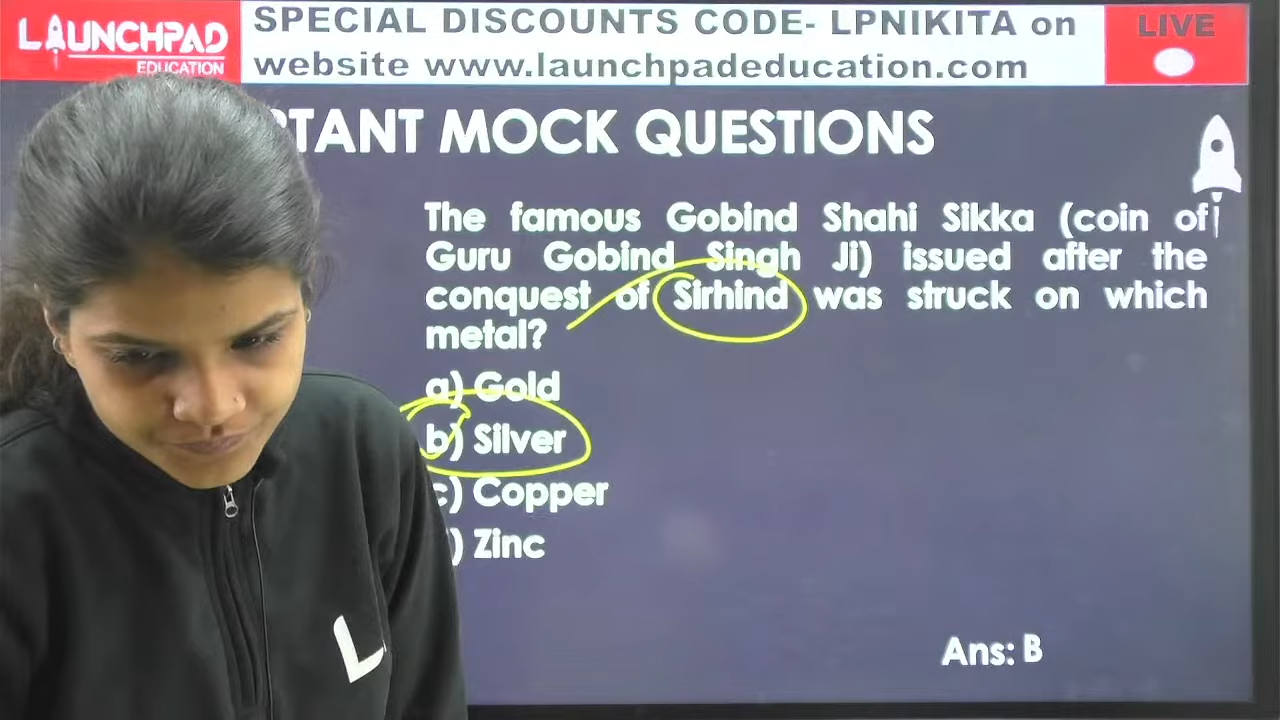 LAUNCHPAD
EDUCATION
SPECIAL DISCOUNTS CODE- LPNIKITA on
website www.launchpadeducation.com
LIVE
TANT MOCK QUESTIONS
The famous Gobind Shahi Sikka (coin of
Guru Gobind Singh Ji) issued after the
conquest of Sirhind was struck on which
metal?
a) Gold
b) Silver
c) Copper
) Zinc
Ans: B
L